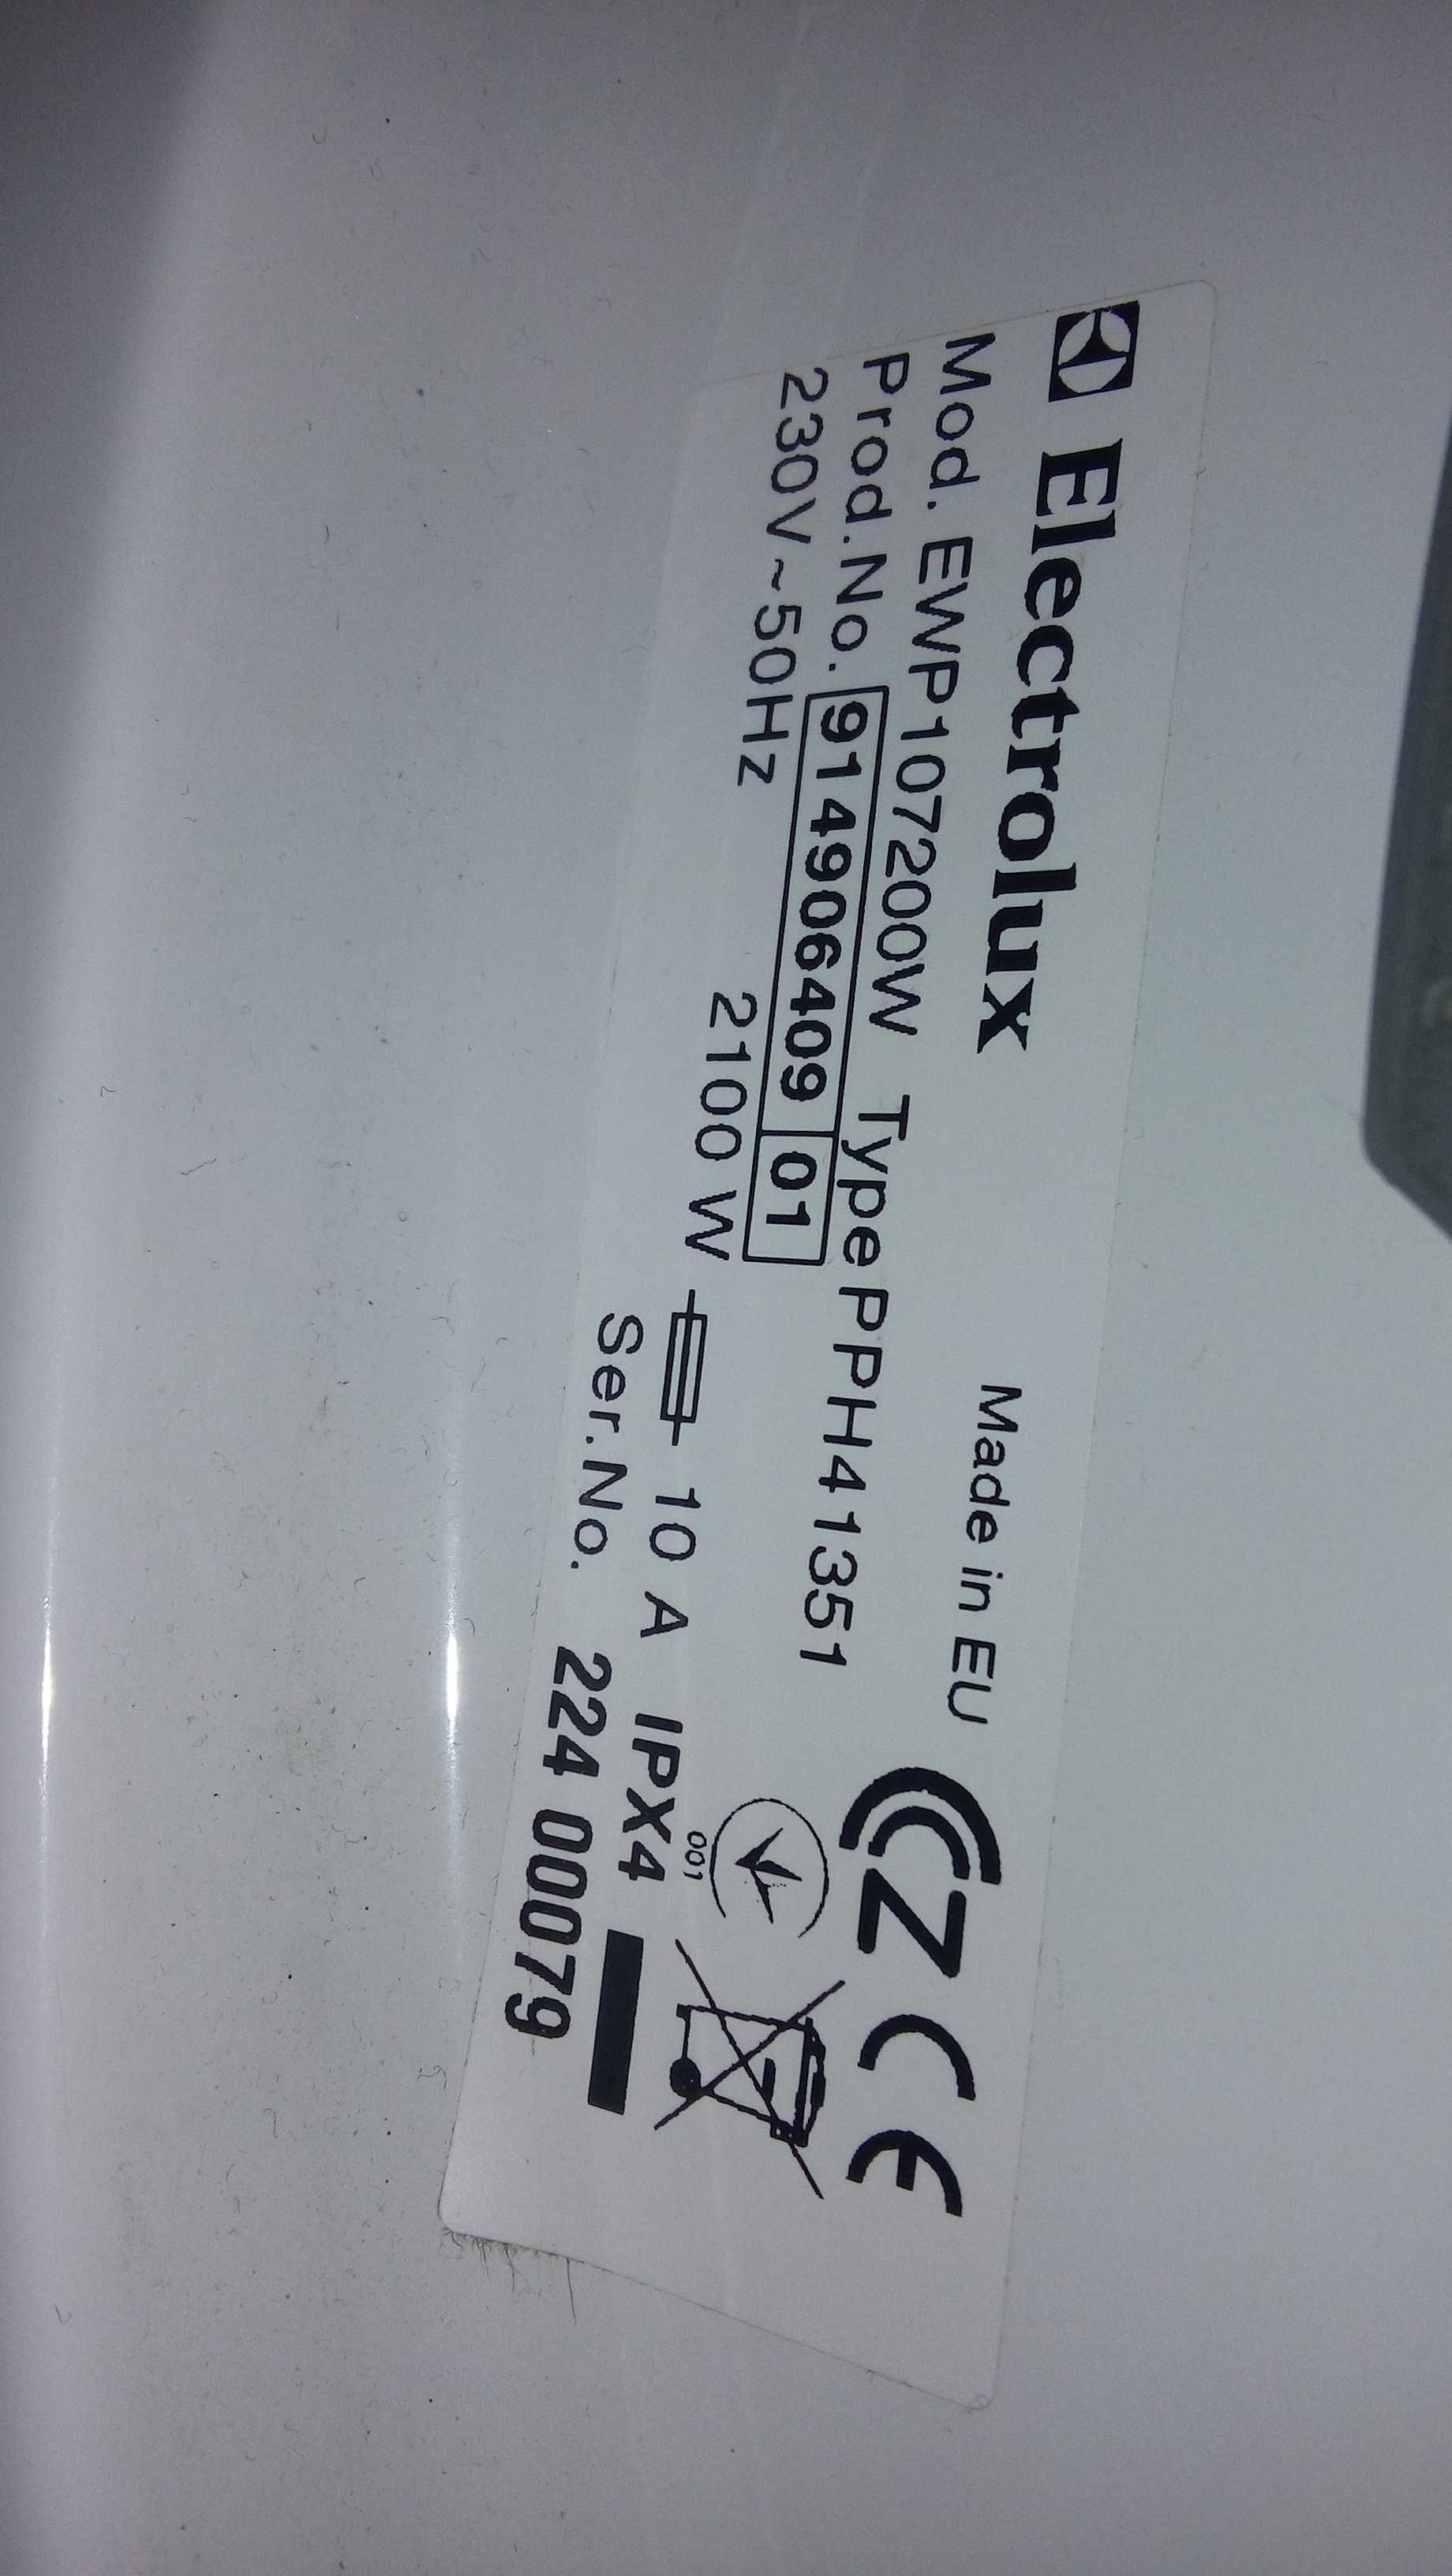 Electrolux
Made in EU
Mod. EWP107200W Type PPH41351
Prod.No. 914906409 01
230V~50Hz 2100 W 10 A IPX4
001
Ser.No. 224 00079
CE